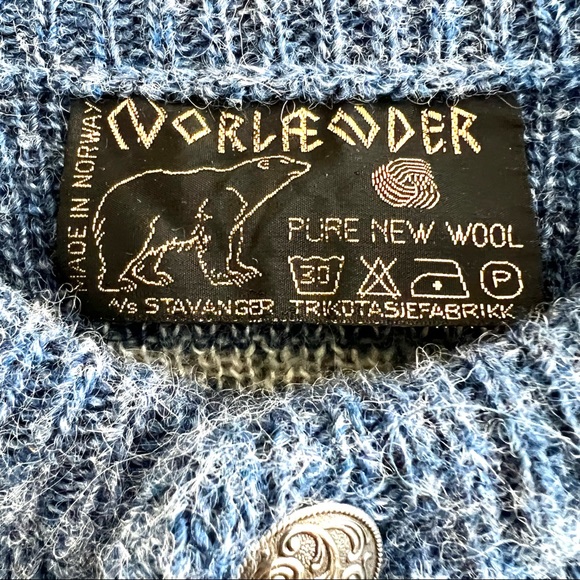 NORLÆNDER
MADE IN NORWAY
PURE NEW WOOL
30 P
A/S STAVANGER TRIKOTASJEFABRIKK